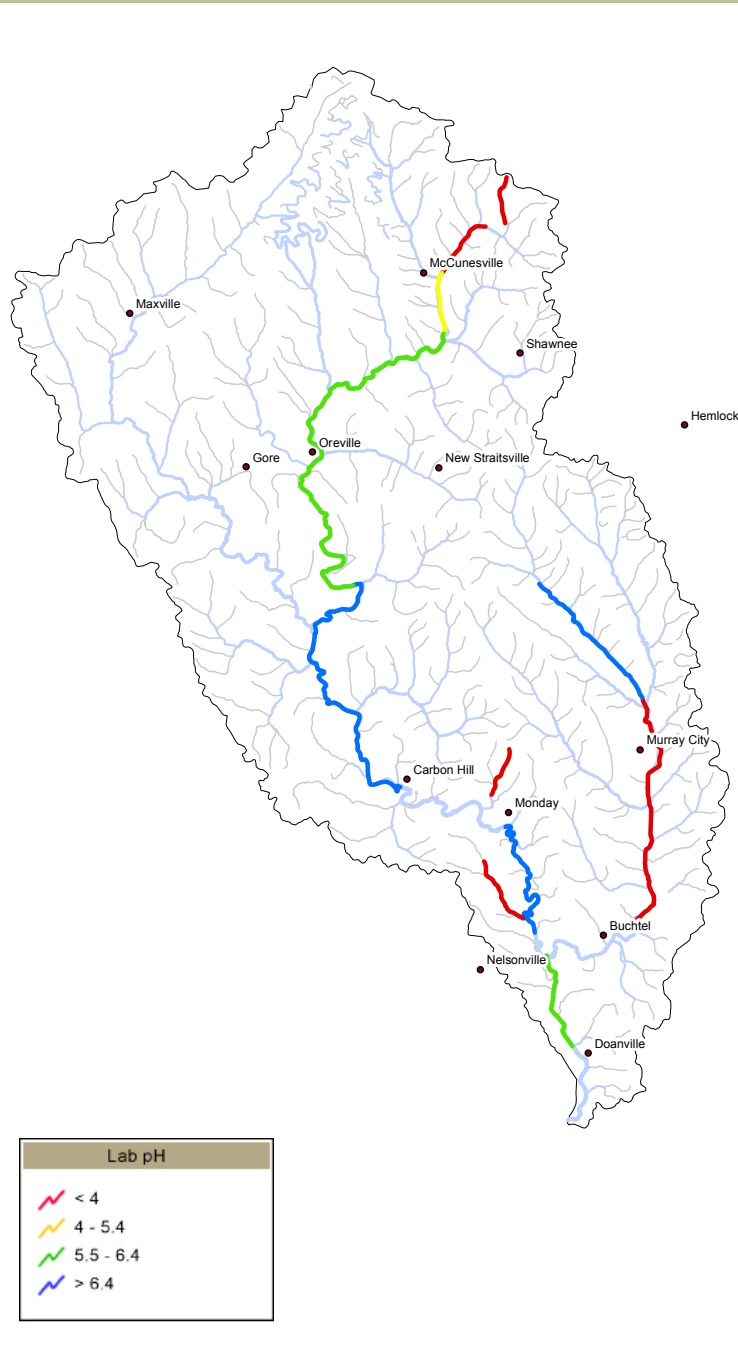 McCunesville
Maxville
Shawnee
Hemlock
Oreville
Gore
New Straitsville
Murray City
Carbon Hill
Monday
Buchtel
Nelsonville
Doanville
Lab pH
< 4
4 - 5.4
5.5 - 6.4
> 6.4